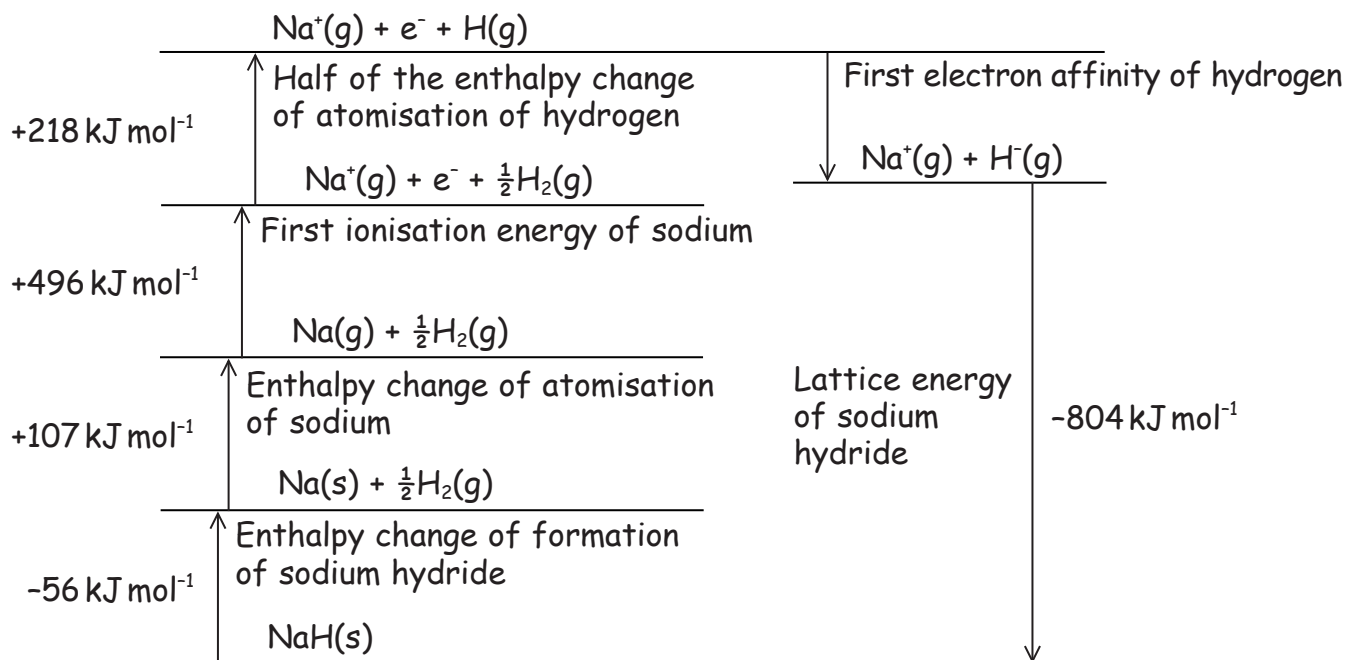 Na⁺(g) + e⁻ + H(g)
+218 kJ mol⁻¹
Half of the enthalpy change
of atomisation of hydrogen
First electron affinity of hydrogen
Na⁺(g) + H⁻(g)
Na⁺(g) + e⁻ + ½H₂(g)
+496 kJ mol⁻¹
First ionisation energy of sodium
Na(g) + ½H₂(g)
+107 kJ mol⁻¹
Enthalpy change of atomisation
of sodium
Lattice energy
of sodium
hydride
-804 kJ mol⁻¹
Na(s) + ½H₂(g)
-56 kJ mol⁻¹
Enthalpy change of formation
of sodium hydride
NaH(s)